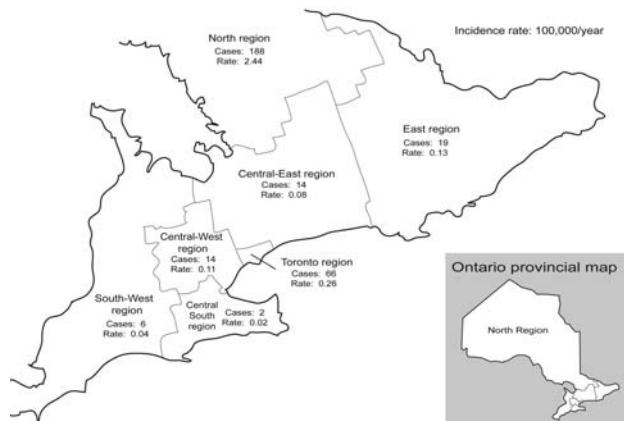 North region
Cases: 188
Rate: 2.44
Incidence rate: 100,000/year
East region
Cases: 19
Rate: 0.13
Central-East region
Cases: 14
Rate: 0.08
Central-West
region
Cases: 14
Rate: 0.11
Toronto region
Cases: 66
Rate: 0.26
South-West
region
Cases: 6
Rate: 0.04
Central
South
region
Cases: 2
Rate: 0.02
Ontario provincial map
North Region